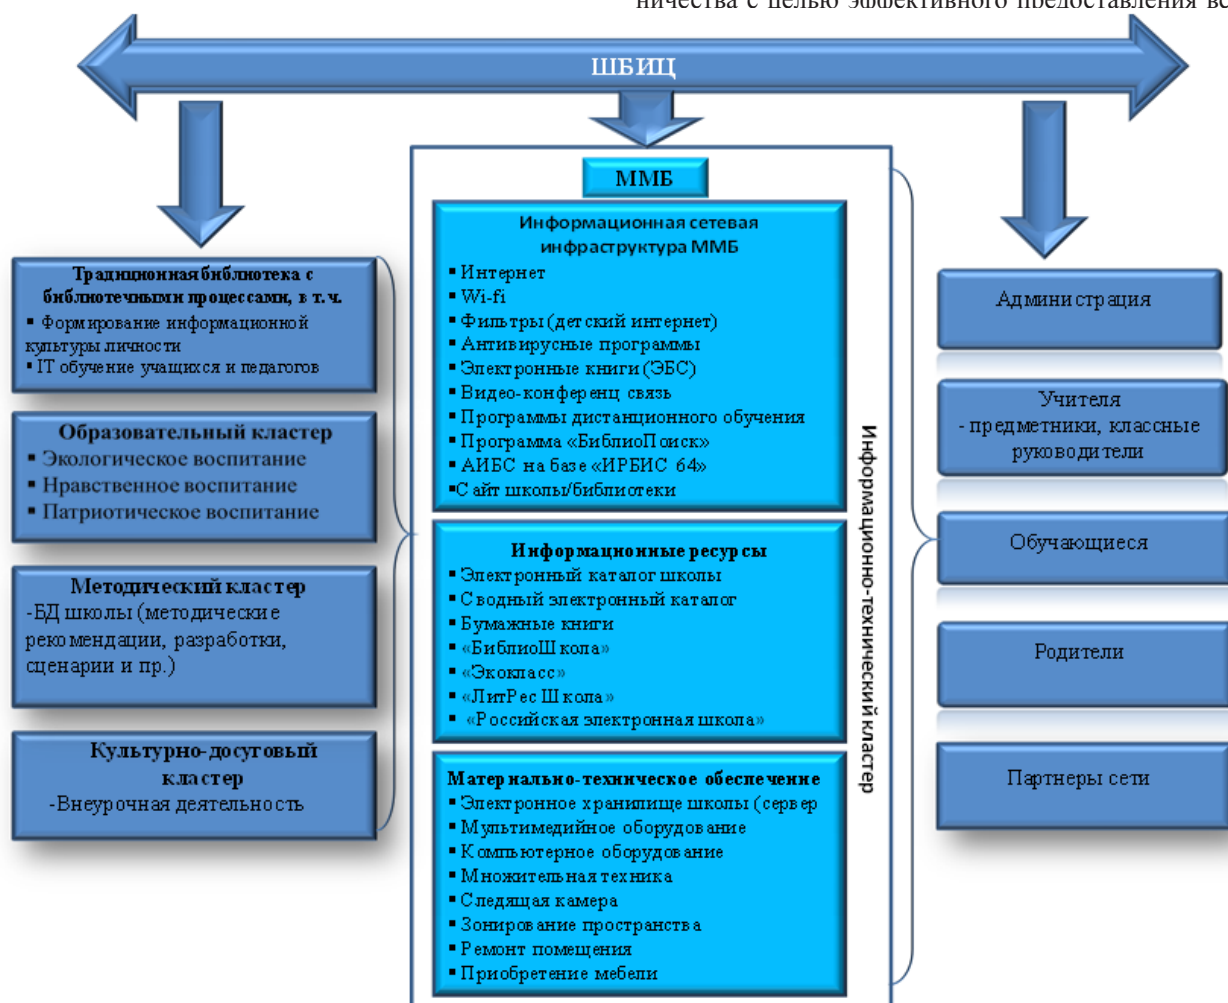 ничества с целью эффективного предоставления вс
ШБИЦ
Традиционная библиотека с
библиотечными процессами, в т. ч.
▪ Формирование информационной
культуры личности
▪ IT обучение учащихся и педагогов
Образовательный кластер
▪ Экологическое воспитание
▪ Нравственное воспитание
▪ Патриотическое воспитание
Методический кластер
-БД школы (методические
рекомендации, разработки,
сценарии и пр.)
Культурно-досуговый
кластер
-Внеурочная деятельность
ММБ
Информационная сетевая
инфраструктура ММБ
▪ Интернет
▪ Wi-fi
▪ Фильтры (детский интернет)
▪ Антивирусные программы
▪ Электронные книги (ЭБС)
▪ Видео-конференц связь
▪ Программы дистанционного обучения
▪ Программа «БиблиоПоиск»
▪ АИБС на базе «ИРБИС 64»
▪Сайт школы/библиотеки
Информационные ресурсы
▪ Электронный каталог школы
▪ Сводный электронный каталог
▪ Бумажные книги
▪ «БиблиоШкола»
▪ «Экокласс»
▪ «ЛитРес Школа»
▪ «Российская электронная школа»
Материально-техническое обеспечение
▪ Электронное хранилище школы (сервер
▪ Мультимедийное оборудование
▪ Компьютерное оборудование
▪ Множительная техника
▪ Следящая камера
▪ Зонирование пространства
▪ Ремонт помещения
▪ Приобретение мебели
Информационно-технический кластер
Администрация
Учителя
- предметники, классные
руководители
Обучающиеся
Родители
Партнеры сети